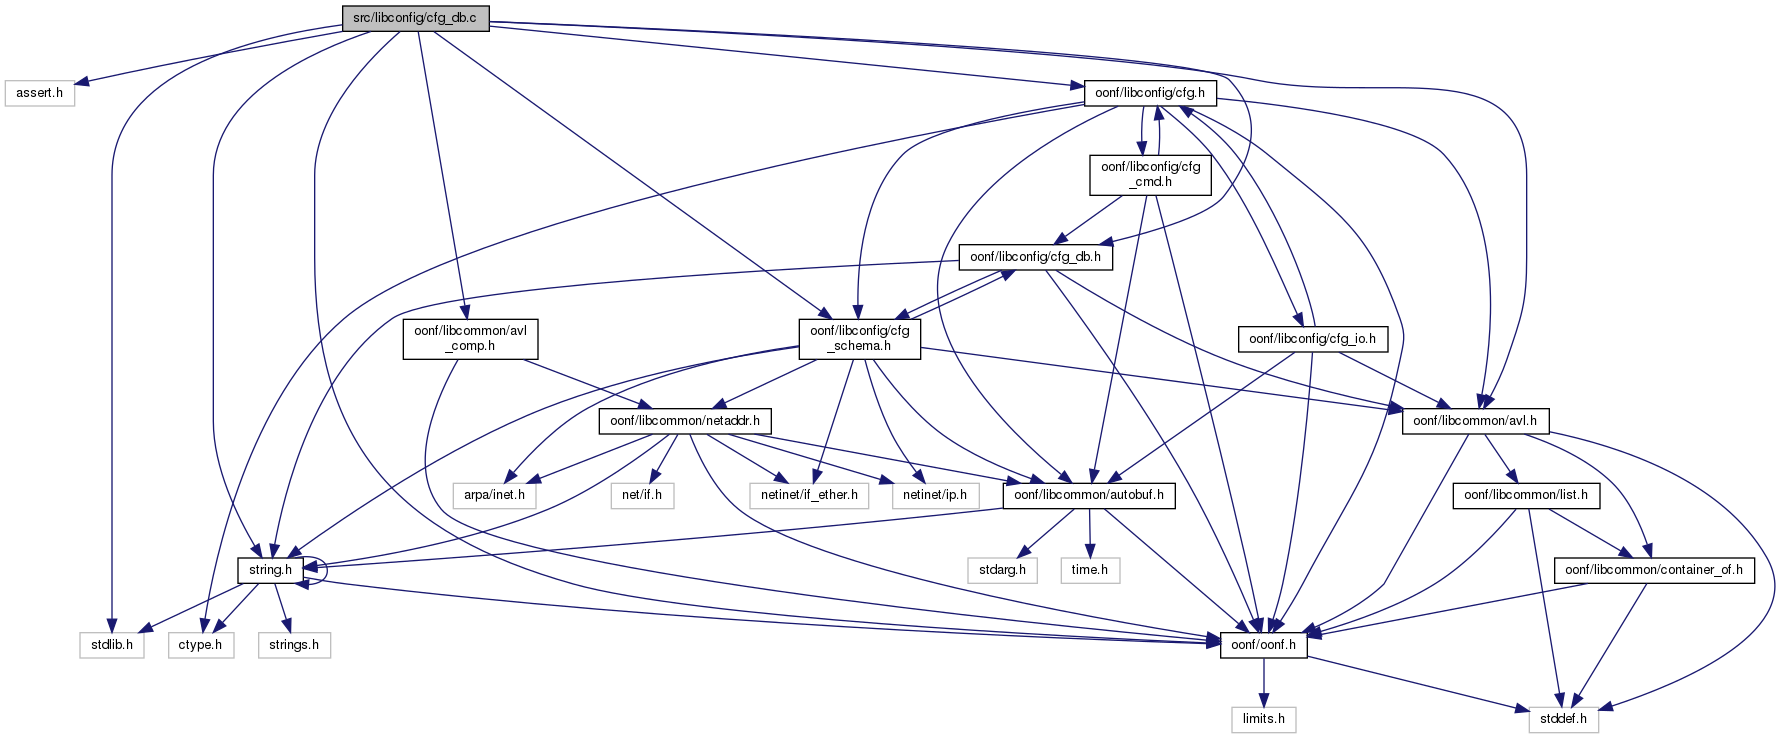 src/libconfig/cfg_db.c
assert.h
oonf/libconfig/cfg.h
oonf/libconfig/cfg
_cmd.h
oonf/libconfig/cfg_db.h
oonf/libcommon/avl
_comp.h
oonf/libconfig/cfg
_schema.h
oonf/libconfig/cfg_io.h
oonf/libcommon/netaddr.h
oonf/libcommon/avl.h
arpa/inet.h
net/if.h
netinet/if_ether.h
netinet/ip.h
oonf/libcommon/autobuf.h
oonf/libcommon/list.h
string.h
stdarg.h
time.h
oonf/libcommon/container_of.h
stdlib.h
ctype.h
strings.h
oonf/oonf.h
limits.h
stddef.h